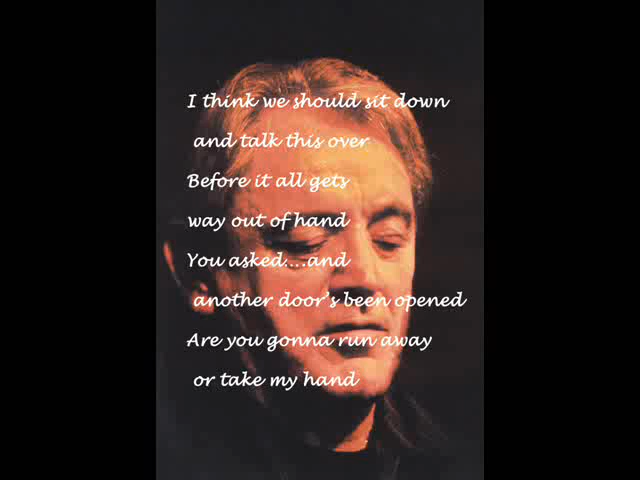 I think we should sit down
and talk this over
Before it all gets
way out of hand
You asked....and
another door's been opened
Are you gonna run away
or take my hand